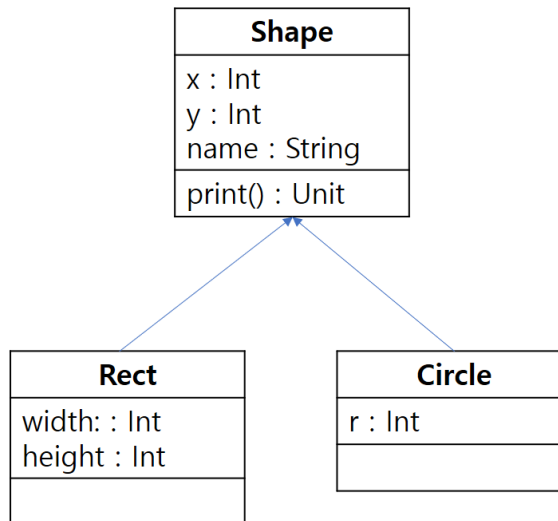 Shape
x : Int
y : Int
name : String
print() : Unit
Rect
width: : Int
height : Int
Circle
r : Int